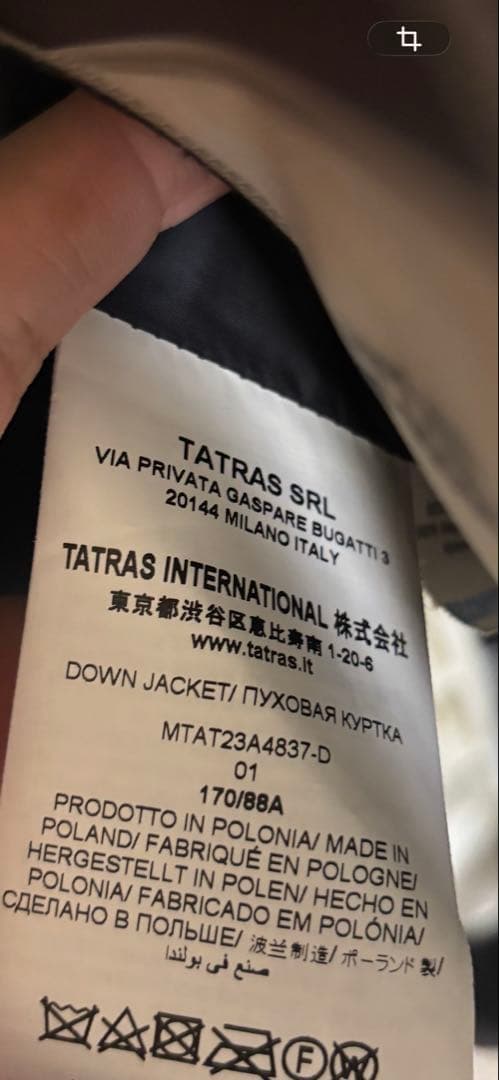 TATRAS SRL
VIA PRIVATA GASPARE BUGATTI 3
20144 MILANO ITALY
TATRAS INTERNATIONAL 株式会社
東京都渋谷区恵比寿南 1-20-6
www.tatras.it
DOWN JACKET/ ПУХОВАЯ КУРТКА
MTAT23A4837-D
01
170/88A
PRODOTTO IN POLONIA/ MADE IN
POLAND/ FABRIQUÉ EN POLOGNE/
HERGESTELLT IN POLEN/ HECHO EN
POLONIA/ FABRICADO EM POLÓNIA/
СДЕЛАНО В ПОЛЬШЕ/ 波兰制造/ ポーランド製/
صنع في بولندا
F W